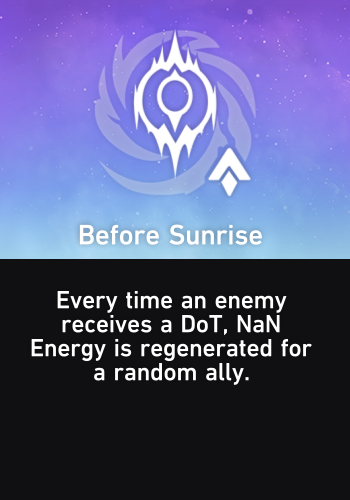 Before Sunrise
Every time an enemy
receives a DoT, NaN
Energy is regenerated for
a random ally.